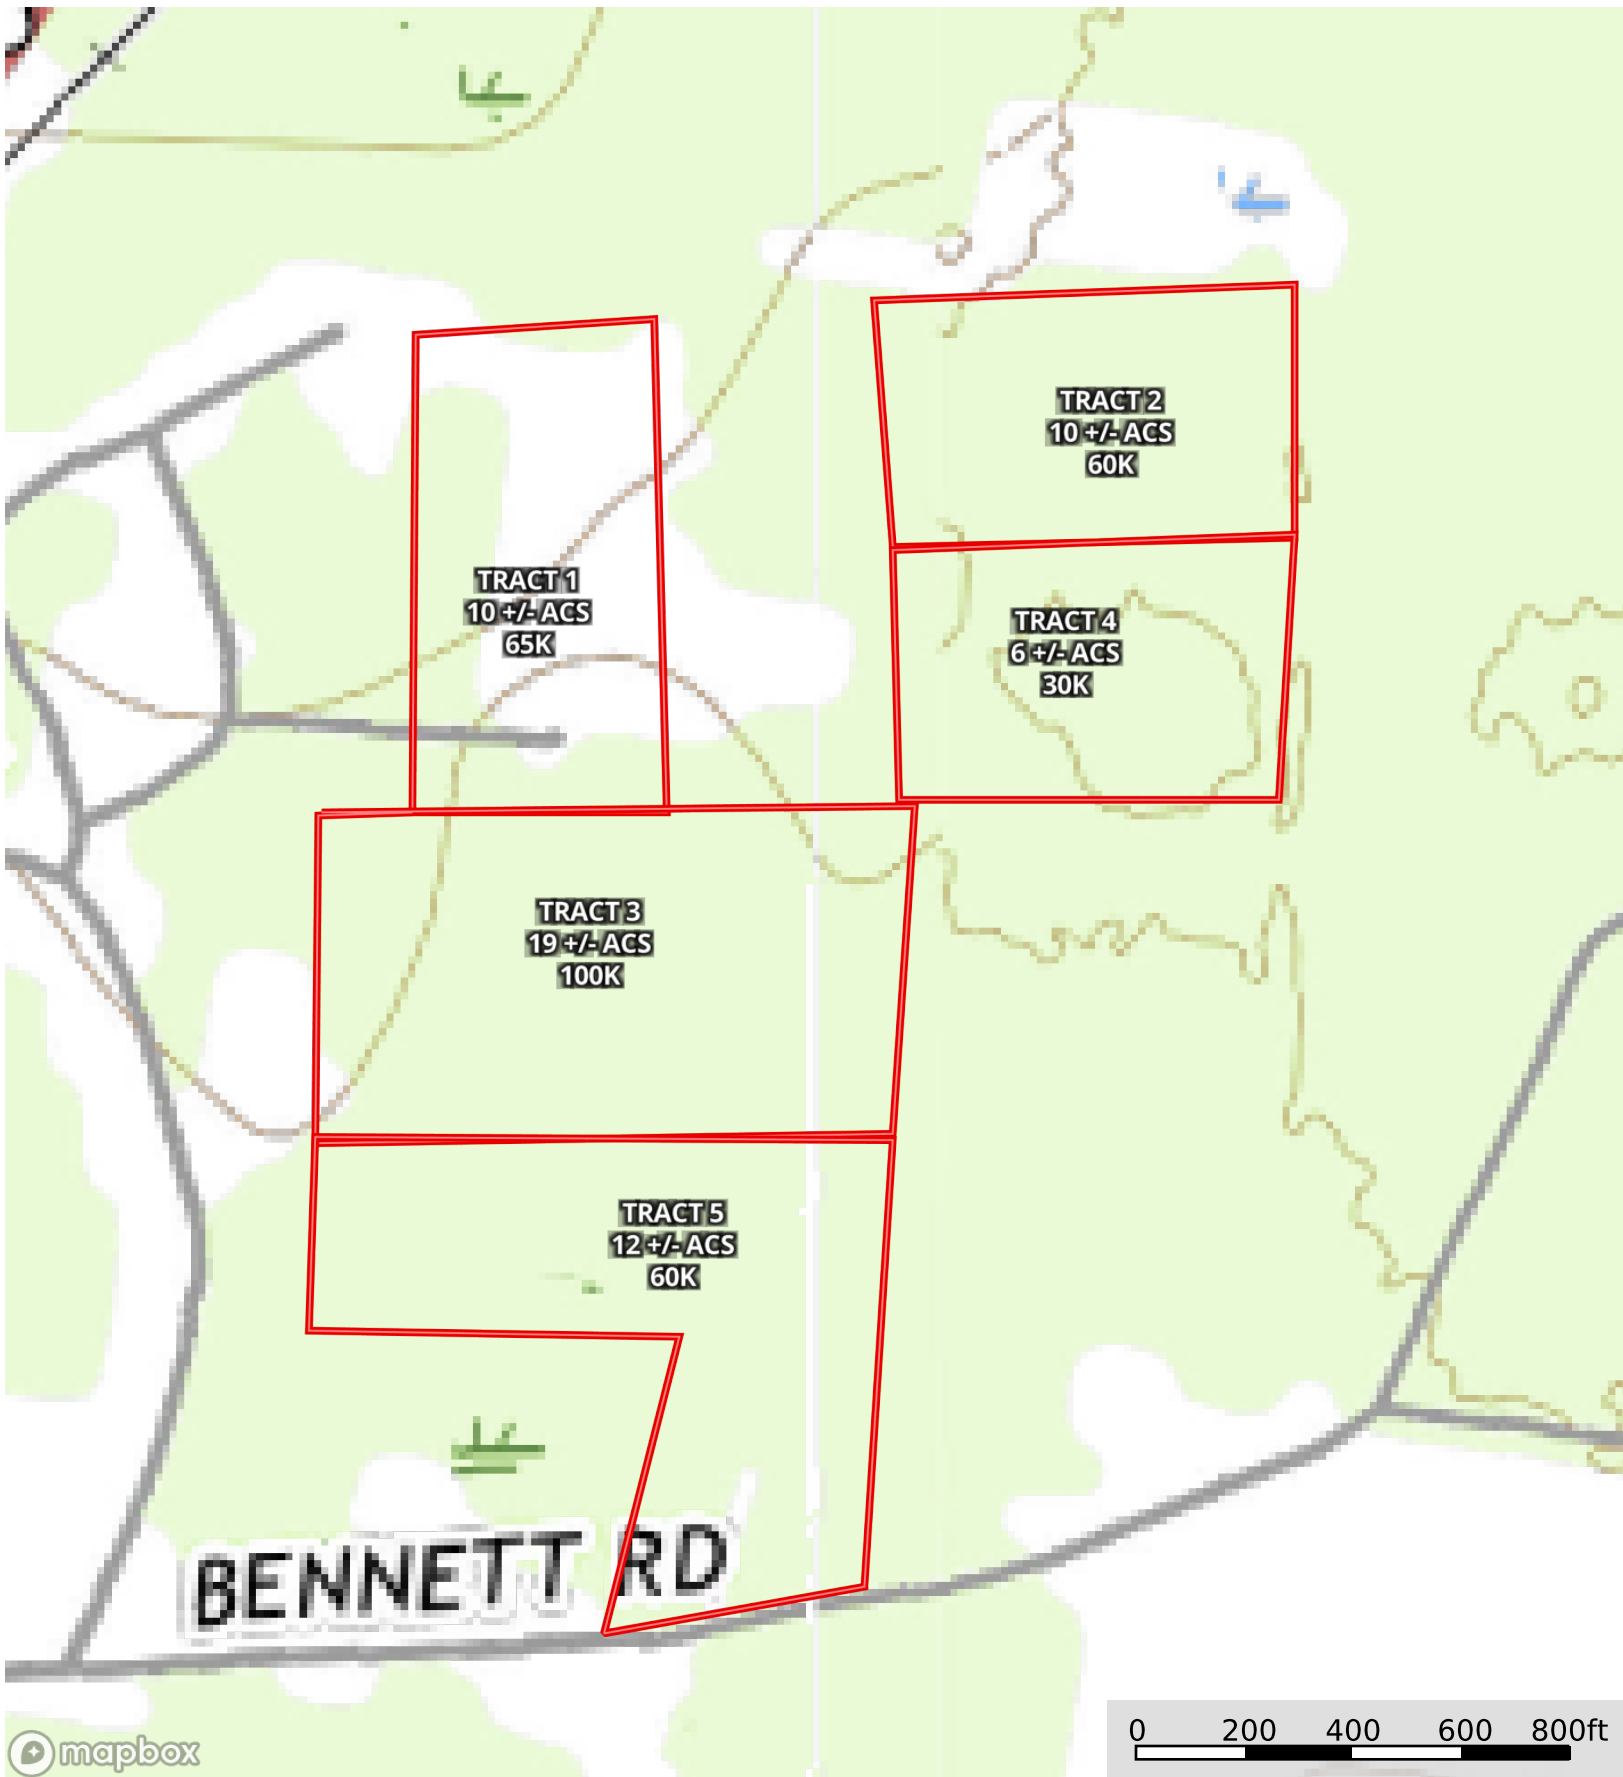 TRACT 2
10 +/- ACS
60K
TRACT 1
10 +/- ACS
65K
TRACT 4
6 +/- ACS
30K
TRACT 3
19 +/- ACS
100K
TRACT 5
12 +/- ACS
60K
BENNETT RD
0 200 400 600 800ft
mapbox